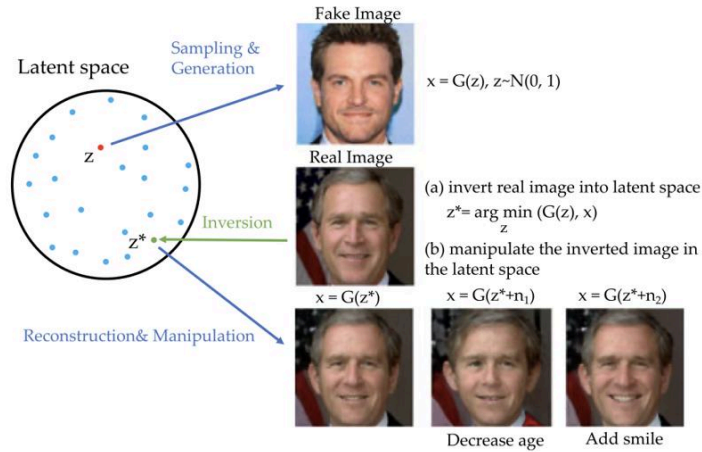 Fake Image
Sampling &
Generation
Latent space
x = G(z), z~N(0, 1)
z
Real Image
(a) invert real image into latent space
z*= arg min (G(z), x)
z
Inversion
z*
(b) manipulate the inverted image in
the latent space
x = G(z*)
x = G(z*+n₁)
x = G(z*+n₂)
Reconstruction& Manipulation
Decrease age
Add smile